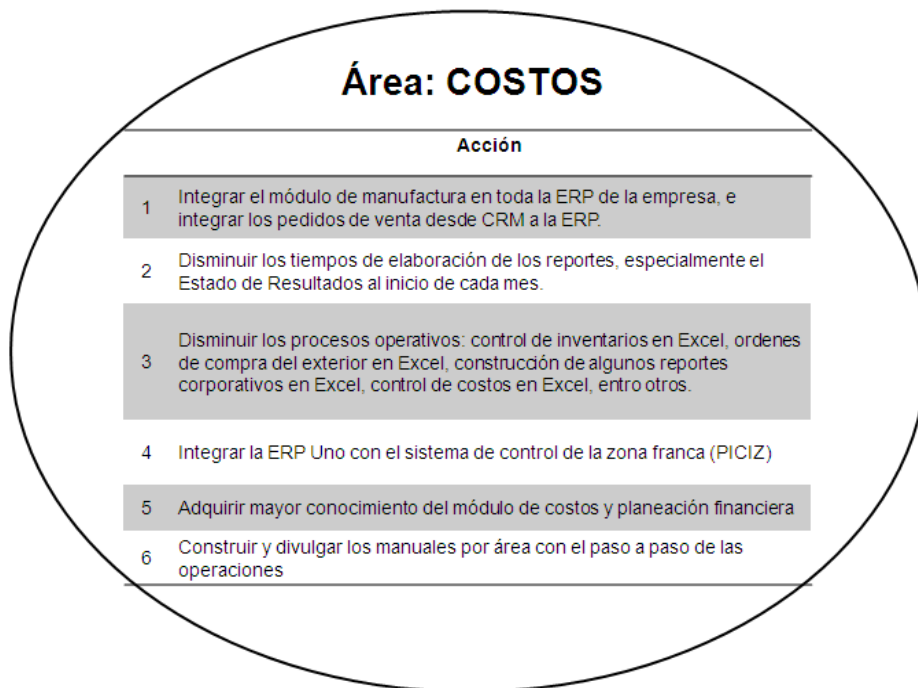 Área: COSTOS
Acción
1 Integrar el módulo de manufactura en toda la ERP de la empresa, e
integrar los pedidos de venta desde CRM a la ERP.
2 Disminuir los tiempos de elaboración de los reportes, especialmente el
Estado de Resultados al inicio de cada mes.
3 Disminuir los procesos operativos: control de inventarios en Excel, ordenes
de compra del exterior en Excel, construcción de algunos reportes
corporativos en Excel, control de costos en Excel, entro otros.
4 Integrar la ERP Uno con el sistema de control de la zona franca (PICIZ)
5 Adquirir mayor conocimiento del módulo de costos y planeación financiera
6 Construir y divulgar los manuales por área con el paso a paso de las
operaciones